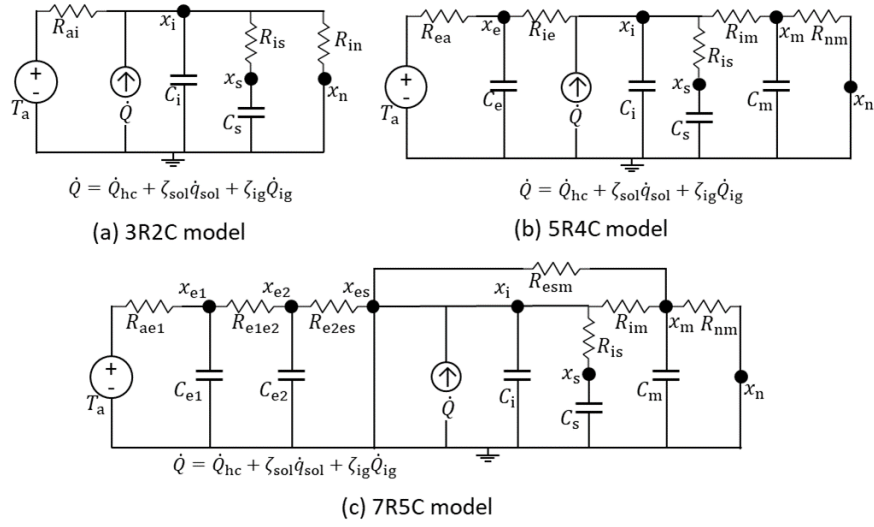 R_ai
x_i
R_is
R_in
+
-
T_a
Q̇
C_i
x_s
C_s
x_n
Q̇ = Q̇_hc + ζ_sol q̇_sol + ζ_ig Q̇_ig
(a) 3R2C model
R_ea
x_e
R_ie
x_i
R_is
R_im
x_m
R_nm
+
-
T_a
C_e
Q̇
C_i
x_s
C_s
C_m
x_n
Q̇ = Q̇_hc + ζ_sol q̇_sol + ζ_ig Q̇_ig
(b) 5R4C model
R_esm
x_e1
x_e2
x_es
x_i
R_ae1
R_e1e2
R_e2es
R_is
R_im
x_m
R_nm
+
-
T_a
C_e1
C_e2
Q̇
C_i
x_s
C_s
C_m
x_n
Q̇ = Q̇_hc + ζ_sol q̇_sol + ζ_ig Q̇_ig
(c) 7R5C model